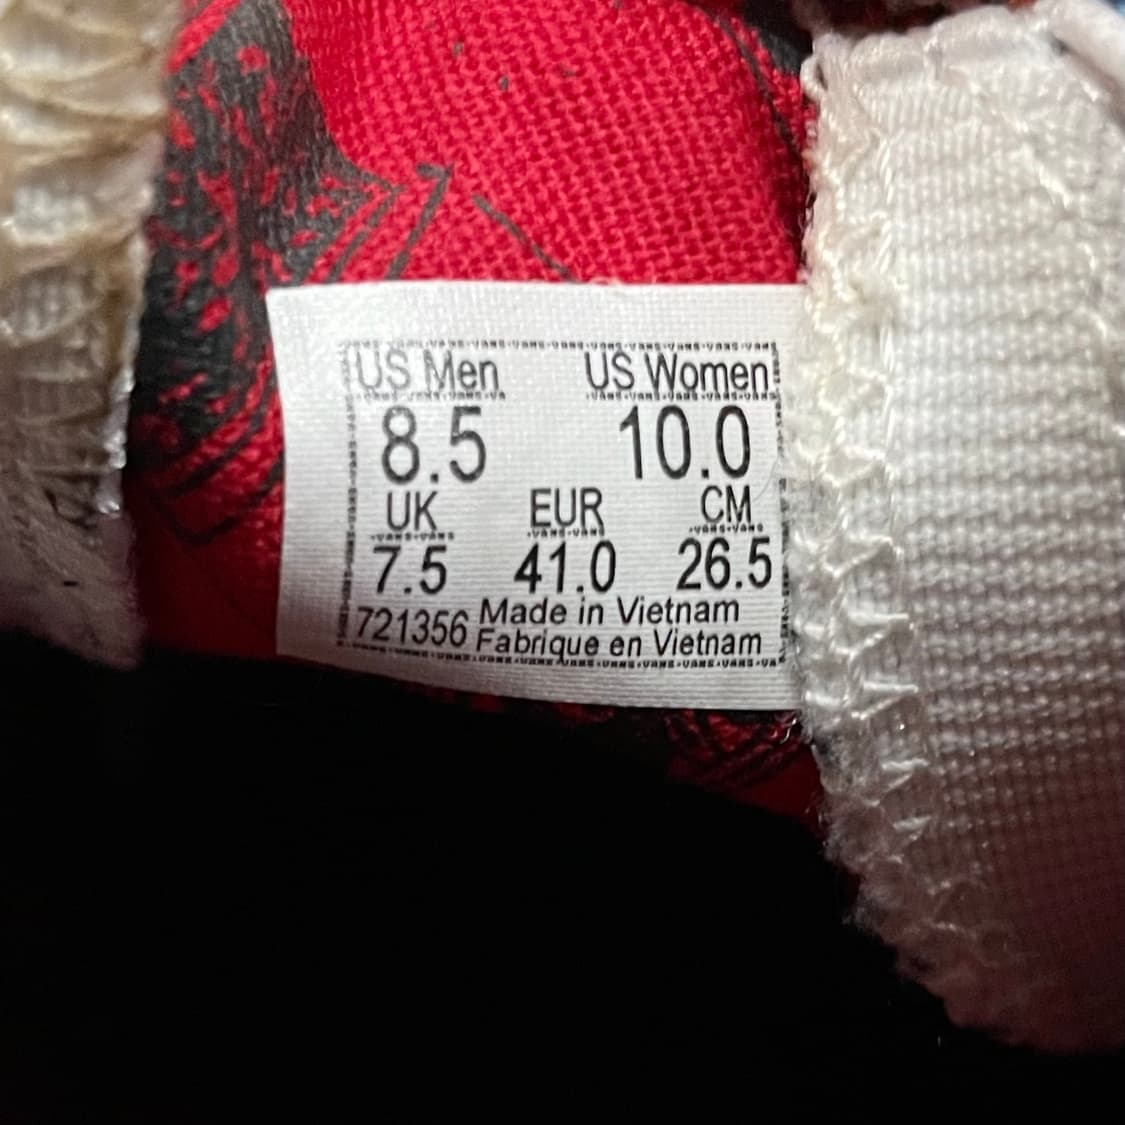 US Men US Women
8.5 10.0
UK EUR CM
7.5 41.0 26.5
721356 Made in Vietnam
Fabrique en Vietnam